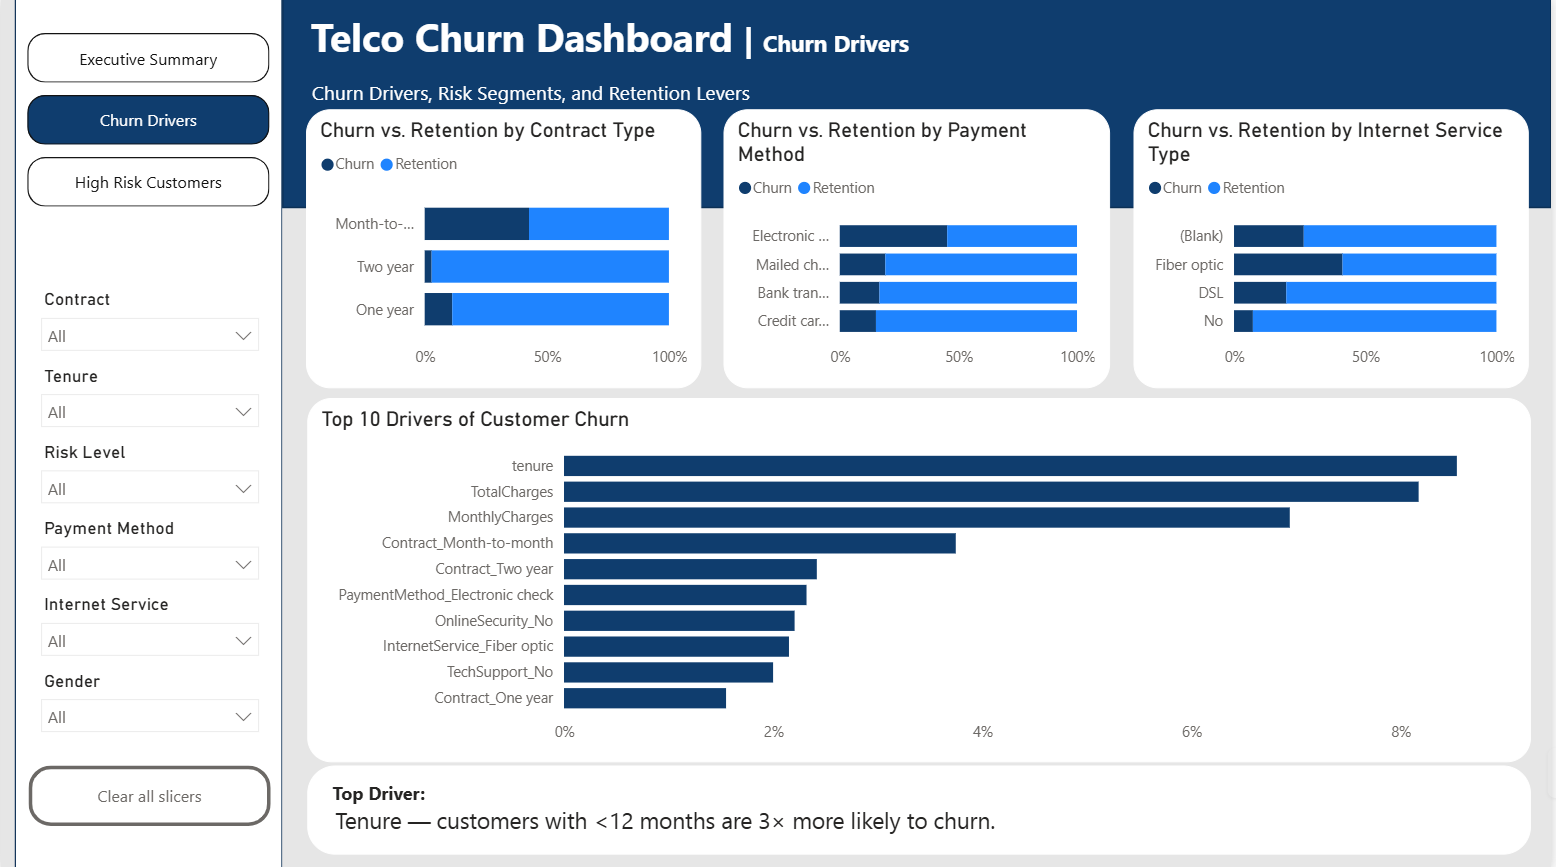 Executive Summary
Churn Drivers
High Risk Customers
Contract
All
Tenure
All
Risk Level
All
Payment Method
All
Internet Service
All
Gender
All
Clear all slicers
Telco Churn Dashboard | Churn Drivers
Churn Drivers, Risk Segments, and Retention Levers
Churn vs. Retention by Contract Type
Churn Retention
Month-to-...
Two year
One year
0% 50% 100%
Churn vs. Retention by Payment
Method
Churn Retention
Electronic ...
Mailed ch...
Bank tran...
Credit car...
0% 50% 100%
Churn vs. Retention by Internet Service
Type
Churn Retention
(Blank)
Fiber optic
DSL
No
0% 50% 100%
Top 10 Drivers of Customer Churn
tenure
TotalCharges
MonthlyCharges
Contract_Month-to-month
Contract_Two year
PaymentMethod_Electronic check
OnlineSecurity_No
InternetService_Fiber optic
TechSupport_No
Contract_One year
0% 2% 4% 6% 8%
Top Driver:
Tenure — customers with <12 months are 3× more likely to churn.